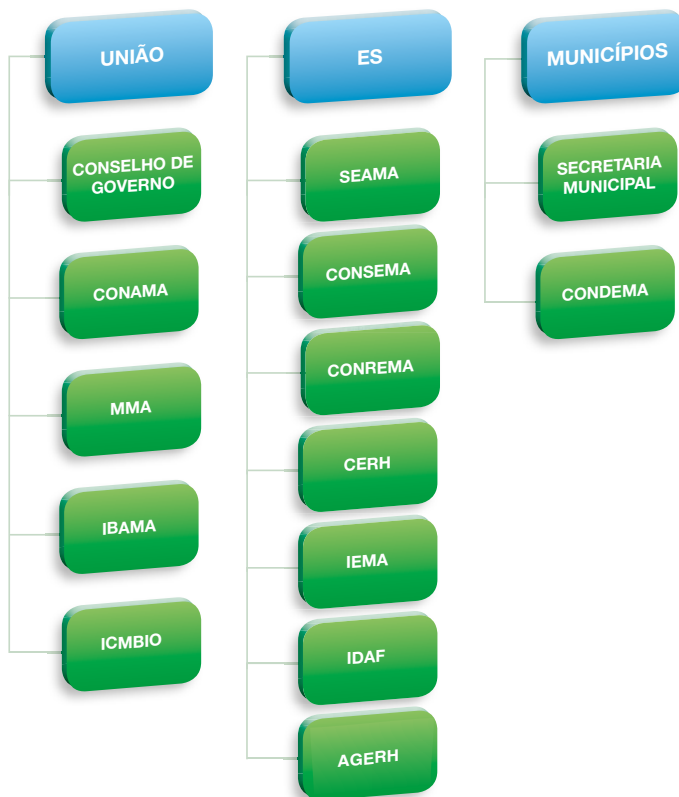 UNIÃO
CONSELHO DE
GOVERNO
CONAMA
MMA
IBAMA
ICMBIO
ES
SEAMA
CONSEMA
CONREMA
CERH
IEMA
IDAF
AGERH
MUNICÍPIOS
SECRETARIA
MUNICIPAL
CONDEMA